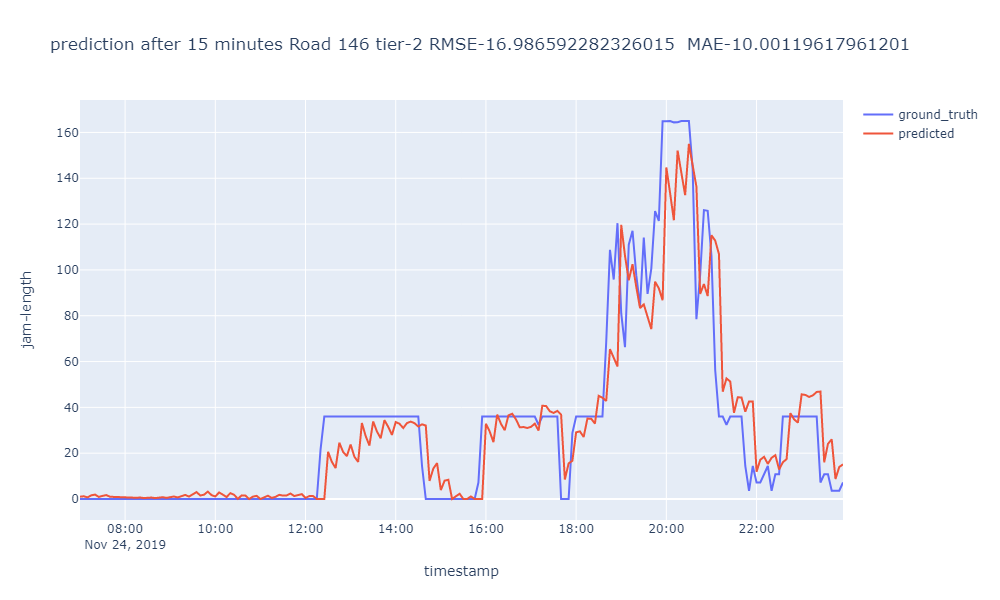 prediction after 15 minutes Road 146 tier-2 RMSE-16.986592282326015  MAE-10.00119617961201
ground_truth
predicted
160
140
120
100
80
60
40
20
0
jam-length
08:00 10:00 12:00 14:00 16:00 18:00 20:00 22:00
Nov 24, 2019
timestamp